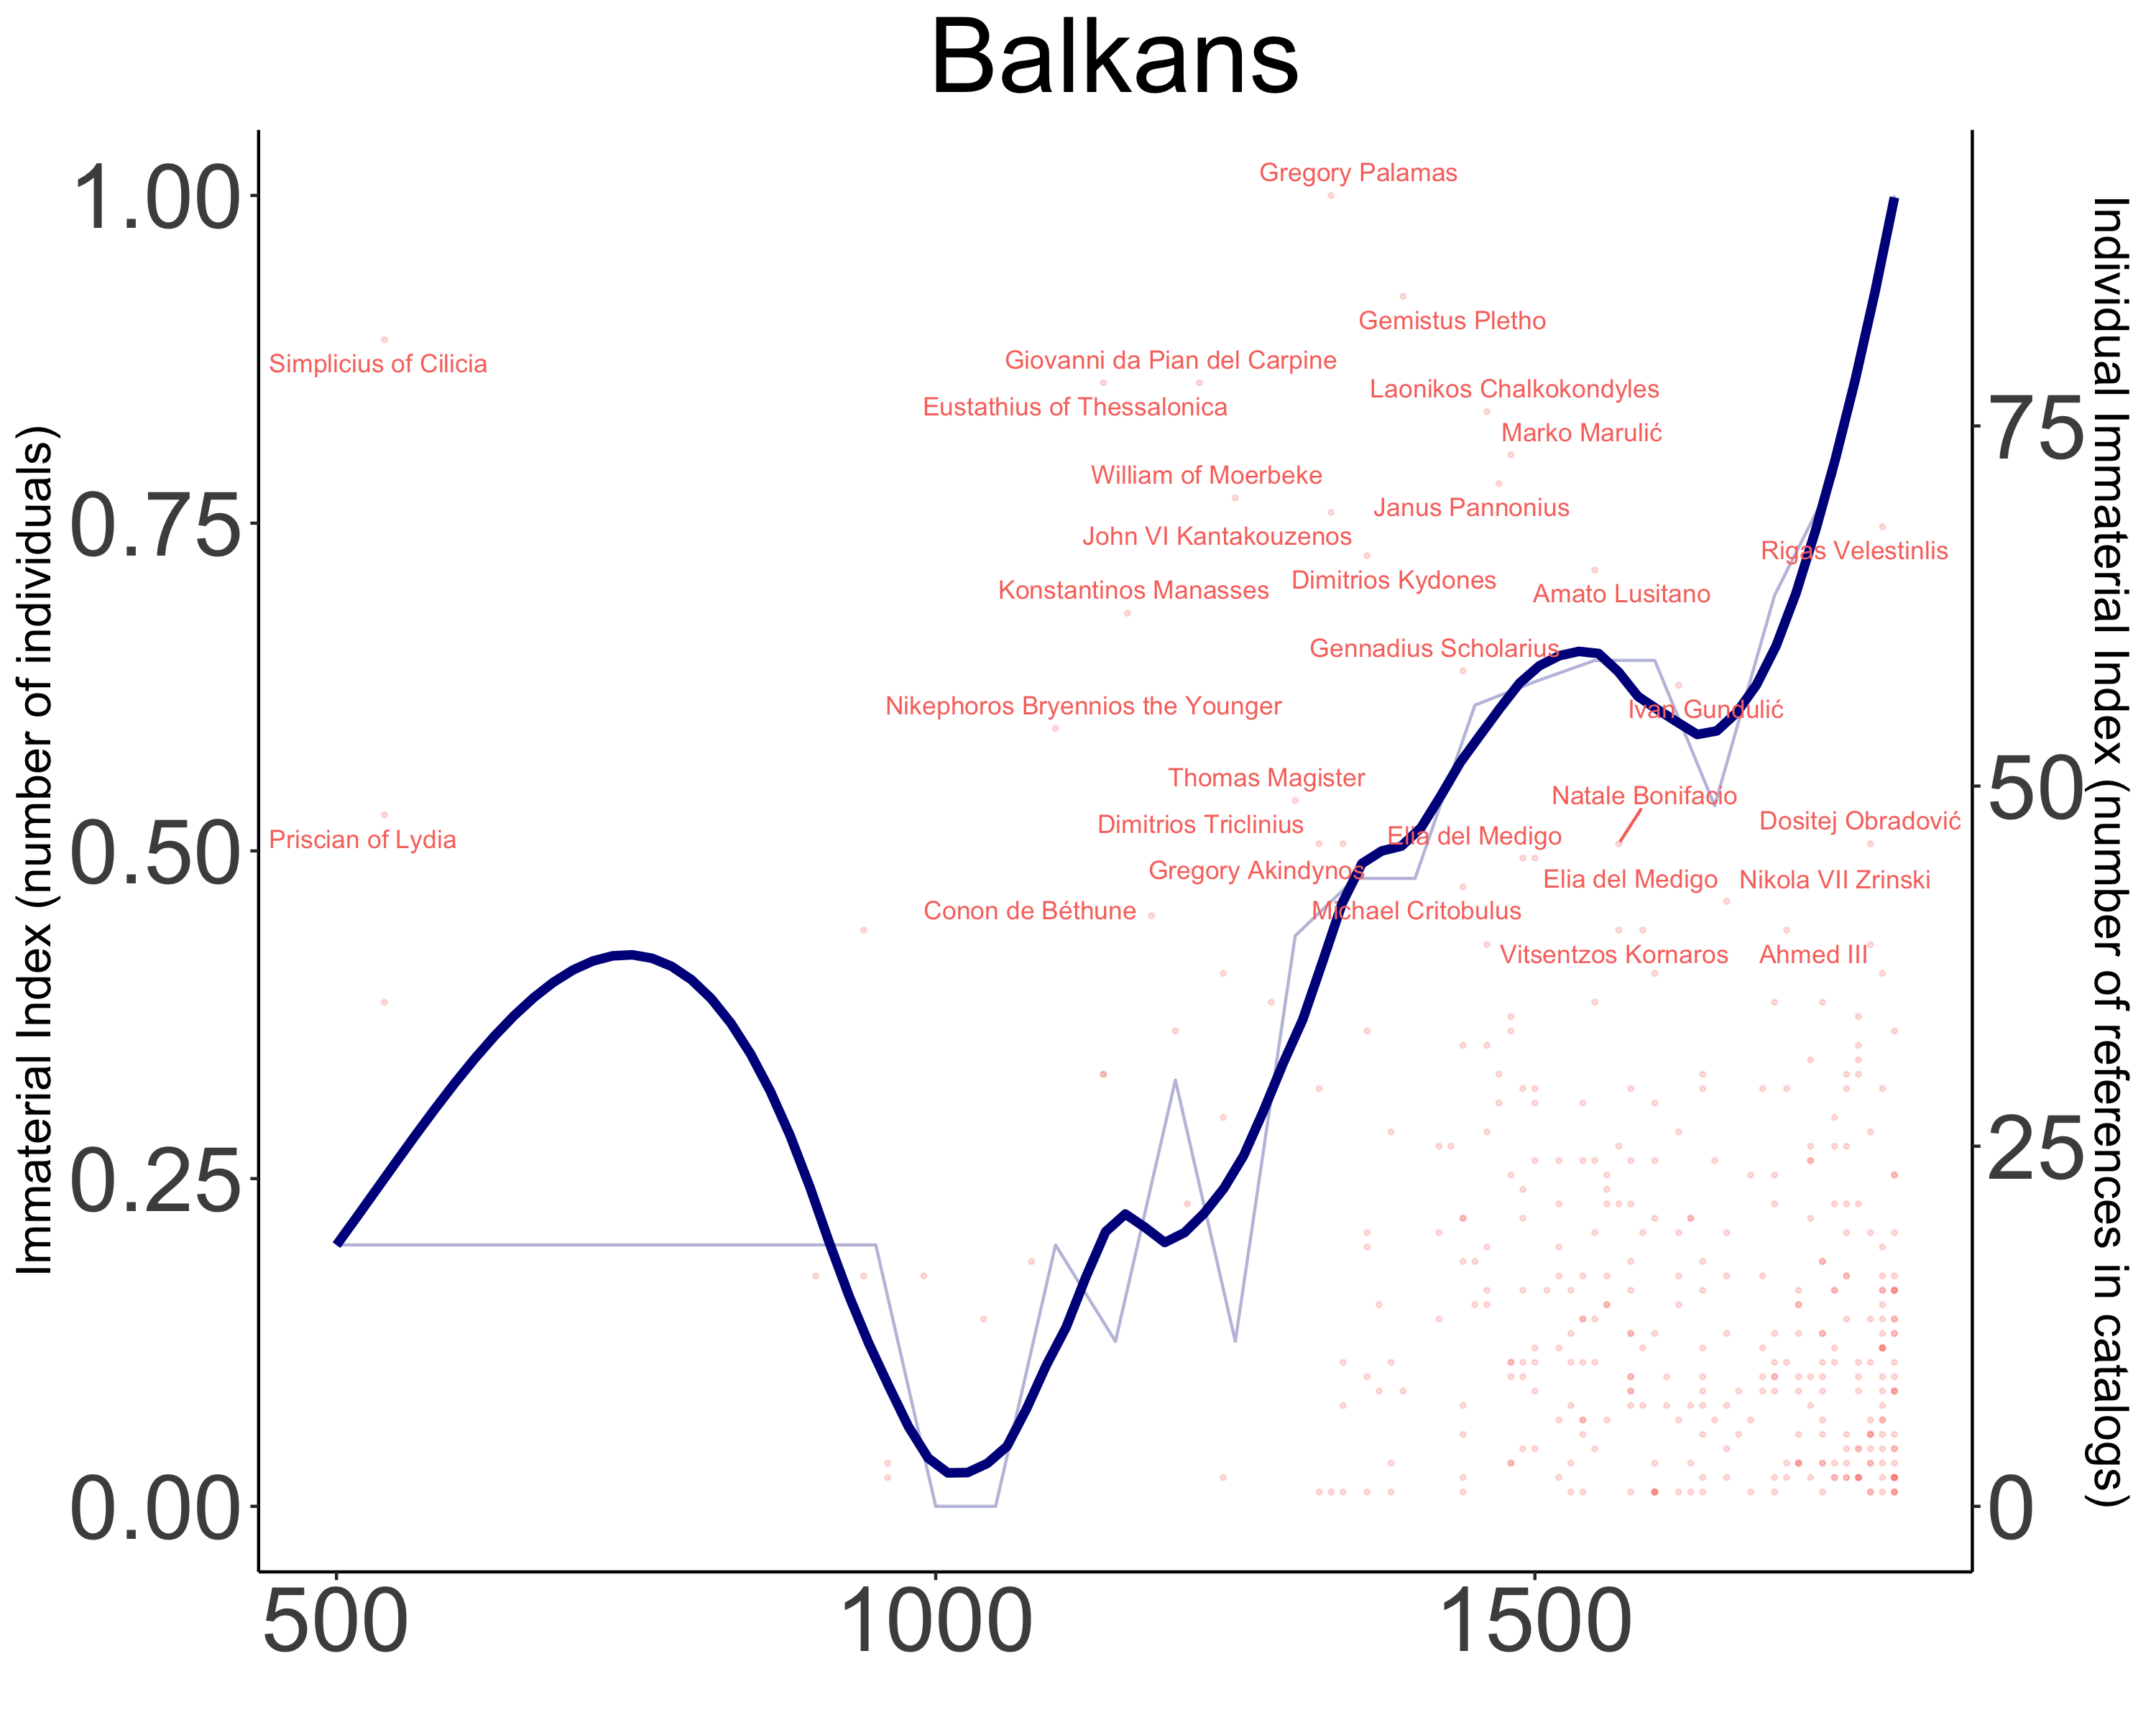 Balkans
Immaterial Index (number of individuals)
1.00
0.75
0.50
0.25
0.00
Gregory Palamas
Gemistus Pletho
Simplicius of Cilicia
Giovanni da Pian del Carpine
Laonikos Chalkokondyles
Eustathius of Thessalonica
Marko Marulić
William of Moerbeke
Janus Pannonius
John VI Kantakouzenos
Rigas Velestinlis
Dimitrios Kydones
Konstantinos Manasses
Amato Lusitano
Gennadius Scholarius
Nikephoros Bryennios the Younger
Ivan Gundulić
Thomas Magister
Natale Bonifacio
Dimitrios Triclinius
Dositej Obradović
Priscian of Lydia
Elia del Medigo
Gregory Akindynos
Elia del Medigo
Nikola VII Zrinski
Conon de Béthune
Michael Critobulus
Vitsentzos Kornaros
Ahmed III
75
50
25
0
Individual Immaterial Index (number of references in catalogs)
500
1000
1500